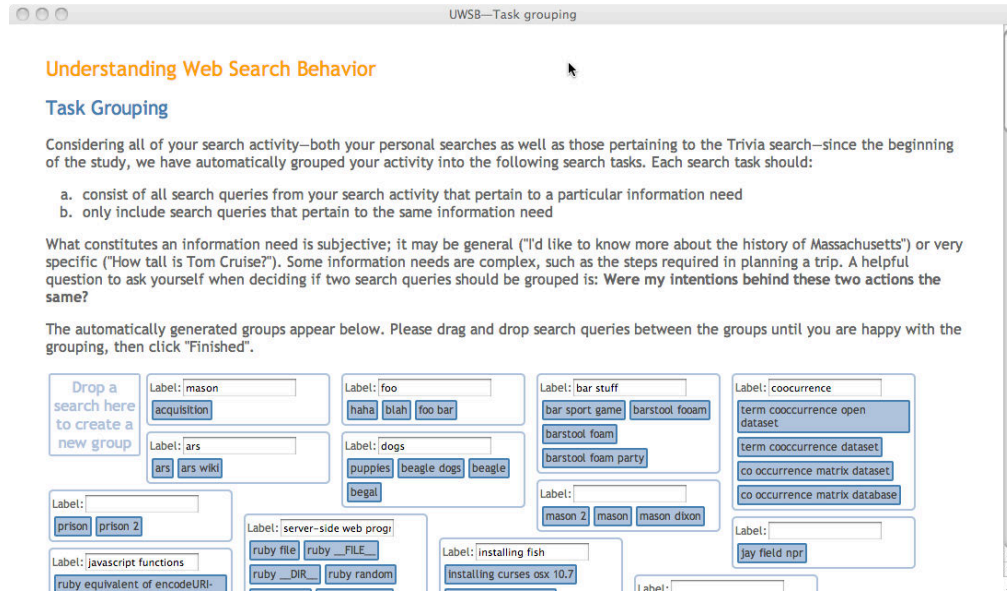 UWSB—Task grouping
Understanding Web Search Behavior
Task Grouping
Considering all of your search activity—both your personal searches as well as those pertaining to the Trivia search—since the beginning
of the study, we have automatically grouped your activity into the following search tasks. Each search task should:
a. consist of all search queries from your search activity that pertain to a particular information need
b. only include search queries that pertain to the same information need
What constitutes an information need is subjective; it may be general ("I'd like to know more about the history of Massachusetts") or very
specific ("How tall is Tom Cruise?"). Some information needs are complex, such as the steps required in planning a trip. A helpful
question to ask yourself when deciding if two search queries should be grouped is: Were my intentions behind these two actions the
same?
The automatically generated groups appear below. Please drag and drop search queries between the groups until you are happy with the
grouping, then click "Finished".
Drop a
search here
to create a
new group
Label: mason
acquisition
Label: ars
ars ars wiki
Label: foo
haha blah foo bar
Label: dogs
puppies beagle dogs beagle
begal
Label: bar stuff
bar sport game barstool fooam
barstool foam
barstool foam party
Label:
mason 2 mason mason dixon
Label: coocurrence
term cooccurrence open
dataset
term cooccurrence dataset
co occurrence matrix dataset
co occurrence matrix database
Label:
jay field npr
Label:
prison prison 2
Label: javascript functions
ruby equivalent of encodeURI-
Label: server-side web progr
ruby file ruby __FILE__
ruby __DIR__ ruby random
Label: installing fish
installing curses osx 10.7
Label: